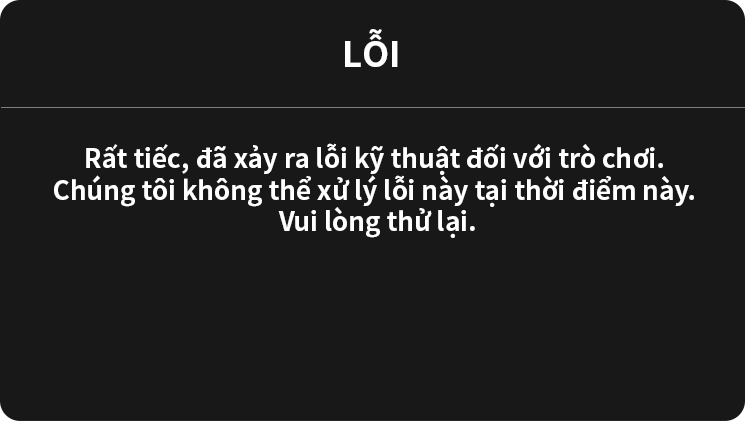 LỖI
Rất tiếc, đã xảy ra lỗi kỹ thuật đối với trò chơi.
Chúng tôi không thể xử lý lỗi này tại thời điểm này.
Vui lòng thử lại.